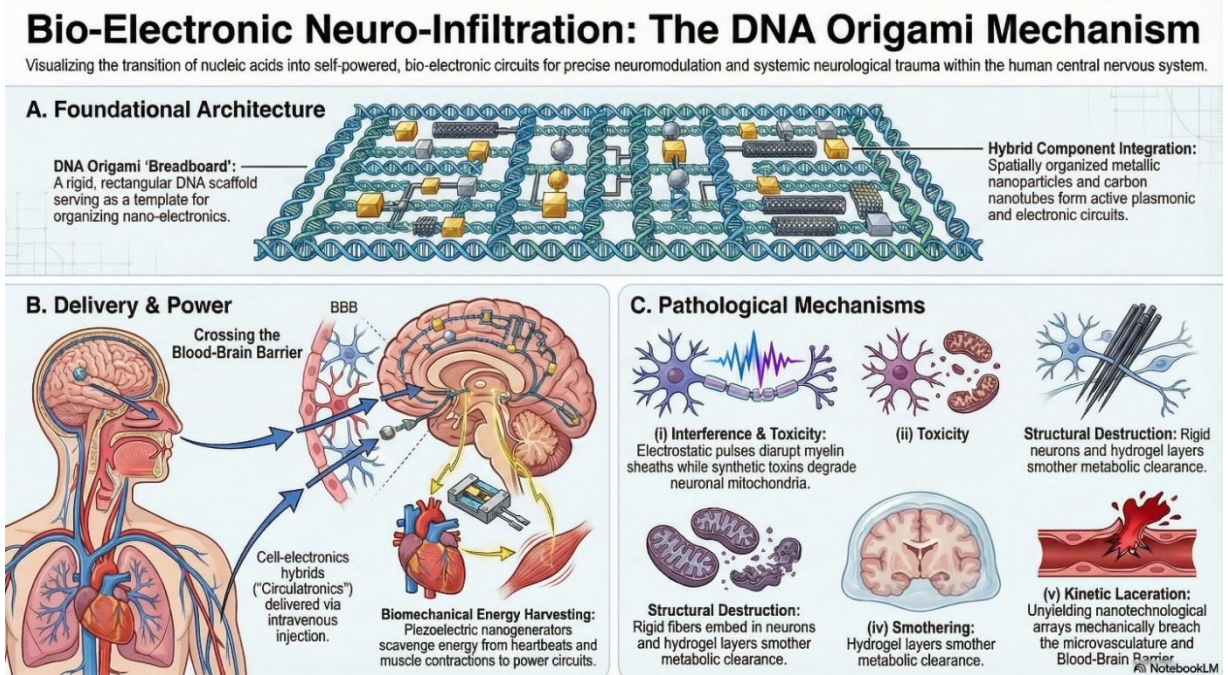 Bio-Electronic Neuro-Infiltration: The DNA Origami Mechanism
Visualizing the transition of nucleic acids into self-powered, bio-electronic circuits for precise neuromodulation and systemic neurological trauma within the human central nervous system.
A. Foundational Architecture
DNA Origami 'Breadboard':
A rigid, rectangular DNA scaffold
serving as a template for
organizing nano-electronics.
Hybrid Component Integration:
Spatially organized metallic
nanoparticles and carbon
nanotubes form active plasmonic
and electronic circuits.
B. Delivery & Power
BBB
Crossing the
Blood-Brain Barrier
Cell-electronics
hybrids
("Circulatronics")
delivered via
intravenous
injection.
Biomechanical Energy Harvesting:
Piezoelectric nanogenerators
scavenge energy from heartbeats and
muscle contractions to power circuits.
C. Pathological Mechanisms
(i) Interference & Toxicity:
Electrostatic pulses diarupt myelin
sheaths while synthetic toxins degrade
neuronal mitochondria.
(ii) Toxicity
Structural Destruction: Rigid
neurons and hydrogel layers
smother metabolic clearance.
Structural Destruction:
Rigid fibers embed in neurons
and hydrogel layers smother
metabolic clearance.
(iv) Smothering:
Hydrogel layers smother
metabolic clearance.
(v) Kinetic Laceration:
Unyielding nanotechnological
arrays mechanically breach
the microvasculature and
Blood-Brain Barrier.
NotebookLM